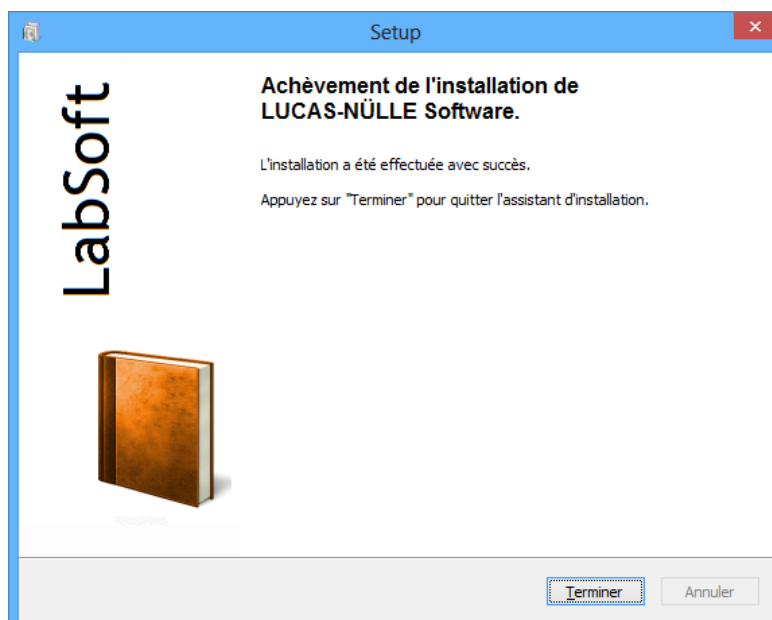 Setup
LabSoft
Achèvement de l'installation de
LUCAS-NÜLLE Software.
L'installation a été effectuée avec succès.
Appuyez sur "Terminer" pour quitter l'assistant d'installation.
Terminer
Annuler